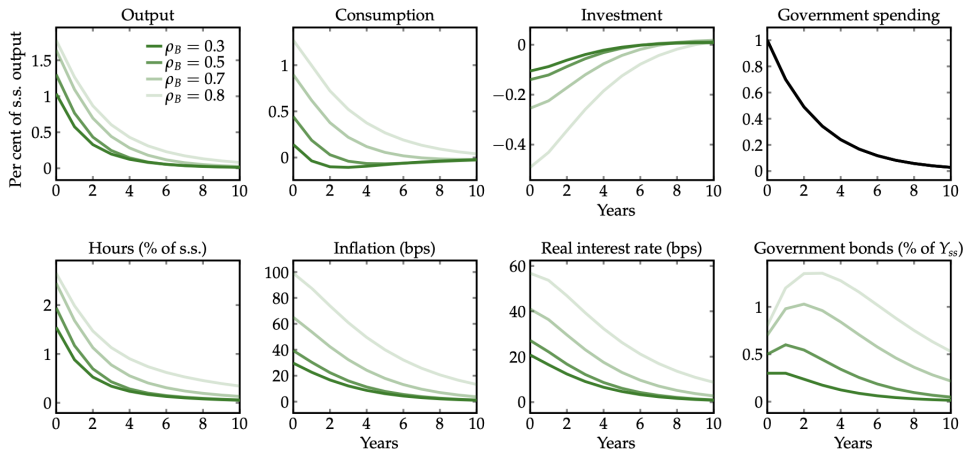 Output
Consumption
Investment
Government spending
Per cent of s.s. output
1.5
1
0.5
0
ρ_B = 0.3
ρ_B = 0.5
ρ_B = 0.7
ρ_B = 0.8
0 2 4 6 8 10
1
0.5
0
0 2 4 6 8 10
0
−0.2
−0.4
0 2 4 6 8 10
Years
1
0.8
0.6
0.4
0.2
0
0 2 4 6 8 10
Years
Hours (% of s.s.)
Inflation (bps)
Real interest rate (bps)
Government bonds (% of Y_ss)
2
1
0
0 2 4 6 8 10
100
80
60
40
20
0
0 2 4 6 8 10
Years
60
40
20
0
0 2 4 6 8 10
Years
1
0.5
0
0 2 4 6 8 10
Years